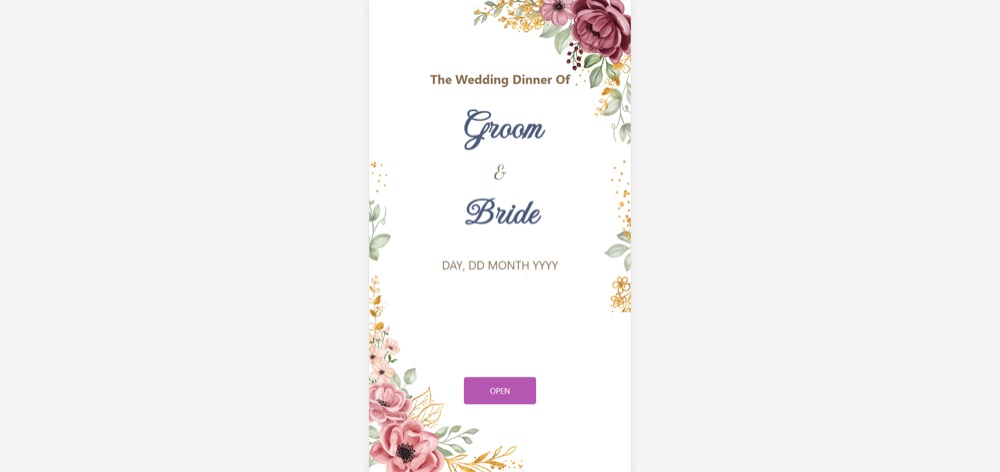 The Wedding Dinner Of
Groom
&
Bride
DAY, DD MONTH YYYY
OPEN